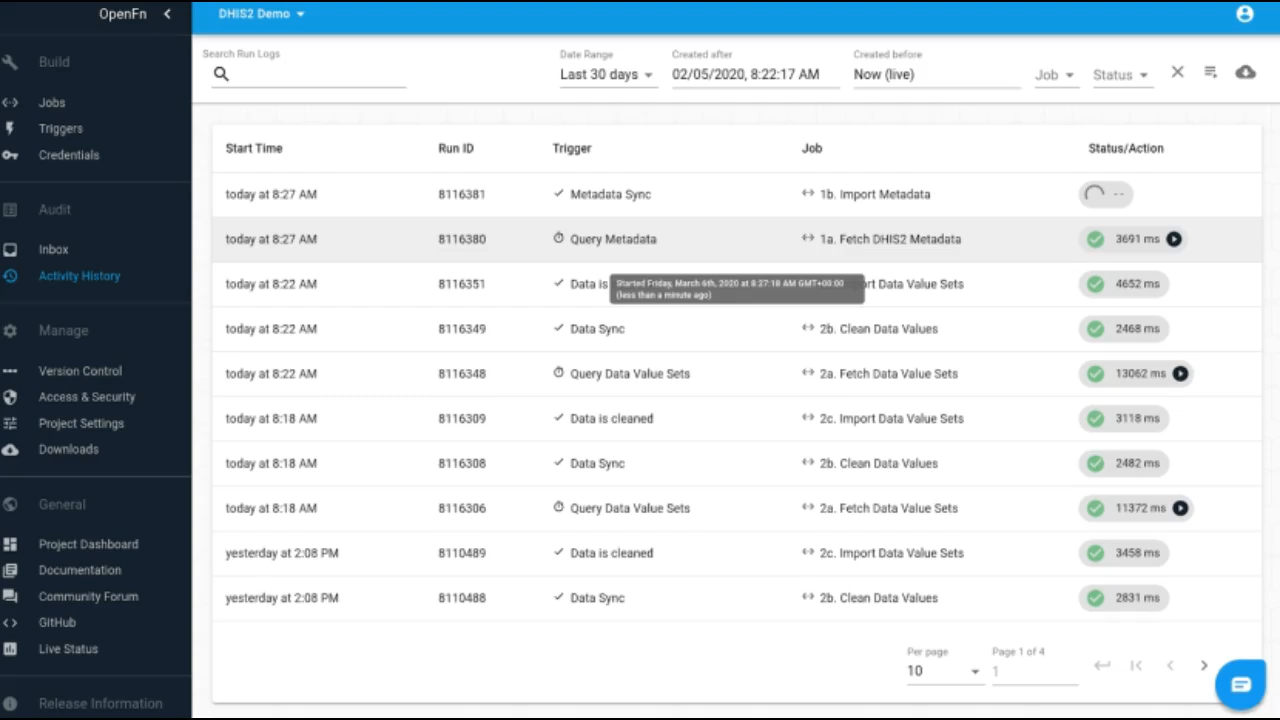 OpenFn
DHIS2 Demo
Build
Jobs
Triggers
Credentials
Audit
Inbox
Activity History
Manage
Version Control
Access & Security
Project Settings
Downloads
General
Project Dashboard
Documentation
Community Forum
GitHub
Live Status
Release Information
Search Run Logs
Date Range
Last 30 days
Created after
02/05/2020, 8:22:17 AM
Created before
Now (live)
Job
Status
Start Time Run ID Trigger Job Status/Action
today at 8:27 AM 8116381 Metadata Sync 1b. Import Metadata --
today at 8:27 AM 8116380 Query Metadata 1a. Fetch DHIS2 Metadata 3691 ms
today at 8:22 AM 8116351 Data is Data Value Sets 4652 ms
Started Friday, March 6th, 2020 at 8:27:18 AM GMT+00:00
(less than a minute ago)
today at 8:22 AM 8116349 Data Sync 2b. Clean Data Values 2468 ms
today at 8:22 AM 8116348 Query Data Value Sets 2a. Fetch Data Value Sets 13062 ms
today at 8:18 AM 8116309 Data is cleaned 2c. Import Data Value Sets 3118 ms
today at 8:18 AM 8116308 Data Sync 2b. Clean Data Values 2482 ms
today at 8:18 AM 8116306 Query Data Value Sets 2a. Fetch Data Value Sets 11372 ms
yesterday at 2:08 PM 8110489 Data is cleaned 2c. Import Data Value Sets 3458 ms
yesterday at 2:08 PM 8110488 Data Sync 2b. Clean Data Values 2831 ms
Per page
10
Page 1 of 4
1